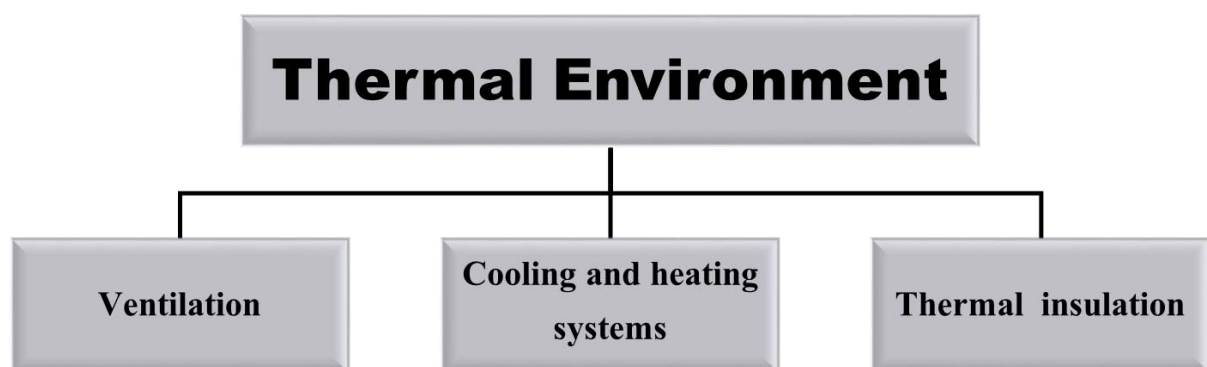 Thermal Environment
Ventilation
Cooling and heating
systems
Thermal insulation